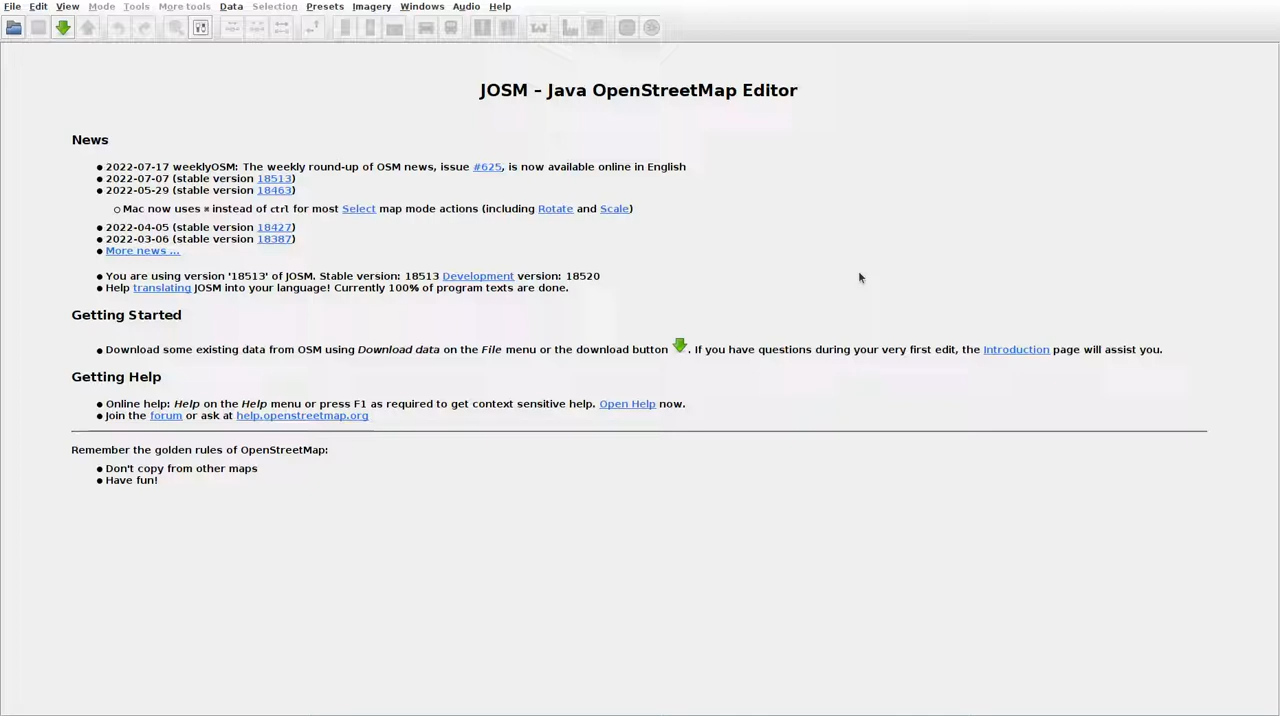 File Edit View Mode Tools More tools Data Selection Presets Imagery Windows Audio Help
JOSM – Java OpenStreetMap Editor
News
2022-07-17 weeklyOSM: The weekly round-up of OSM news, issue #625, is now available online in English
2022-07-07 (stable version 18513)
2022-05-29 (stable version 18463)
Mac now uses ⌘ instead of ctrl for most Select map mode actions (including Rotate and Scale)
2022-04-05 (stable version 18427)
2022-03-06 (stable version 18387)
More news ...
You are using version '18513' of JOSM. Stable version: 18513 Development version: 18520
Help translating JOSM into your language! Currently 100% of program texts are done.
Getting Started
Download some existing data from OSM using Download data on the File menu or the download button . If you have questions during your very first edit, the Introduction page will assist you.
Getting Help
Online help: Help on the Help menu or press F1 as required to get context sensitive help. Open Help now.
Join the forum or ask at help.openstreetmap.org
Remember the golden rules of OpenStreetMap:
Don't copy from other maps
Have fun!